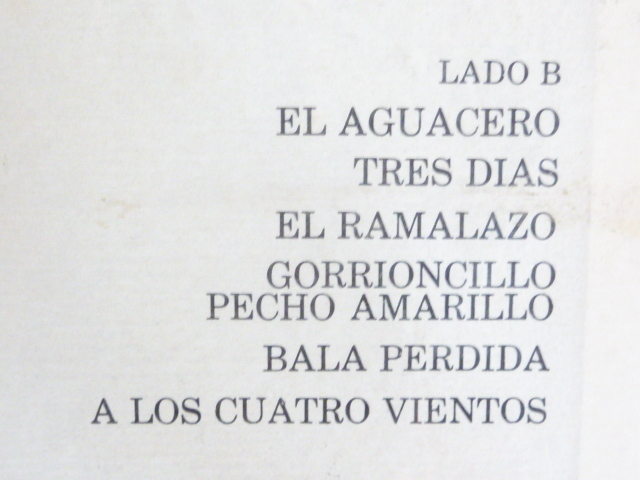 LADO B
EL AGUACERO
TRES DIAS
EL RAMALAZO
GORRIONCILLO
PECHO AMARILLO
BALA PERDIDA
A LOS CUATRO VIENTOS